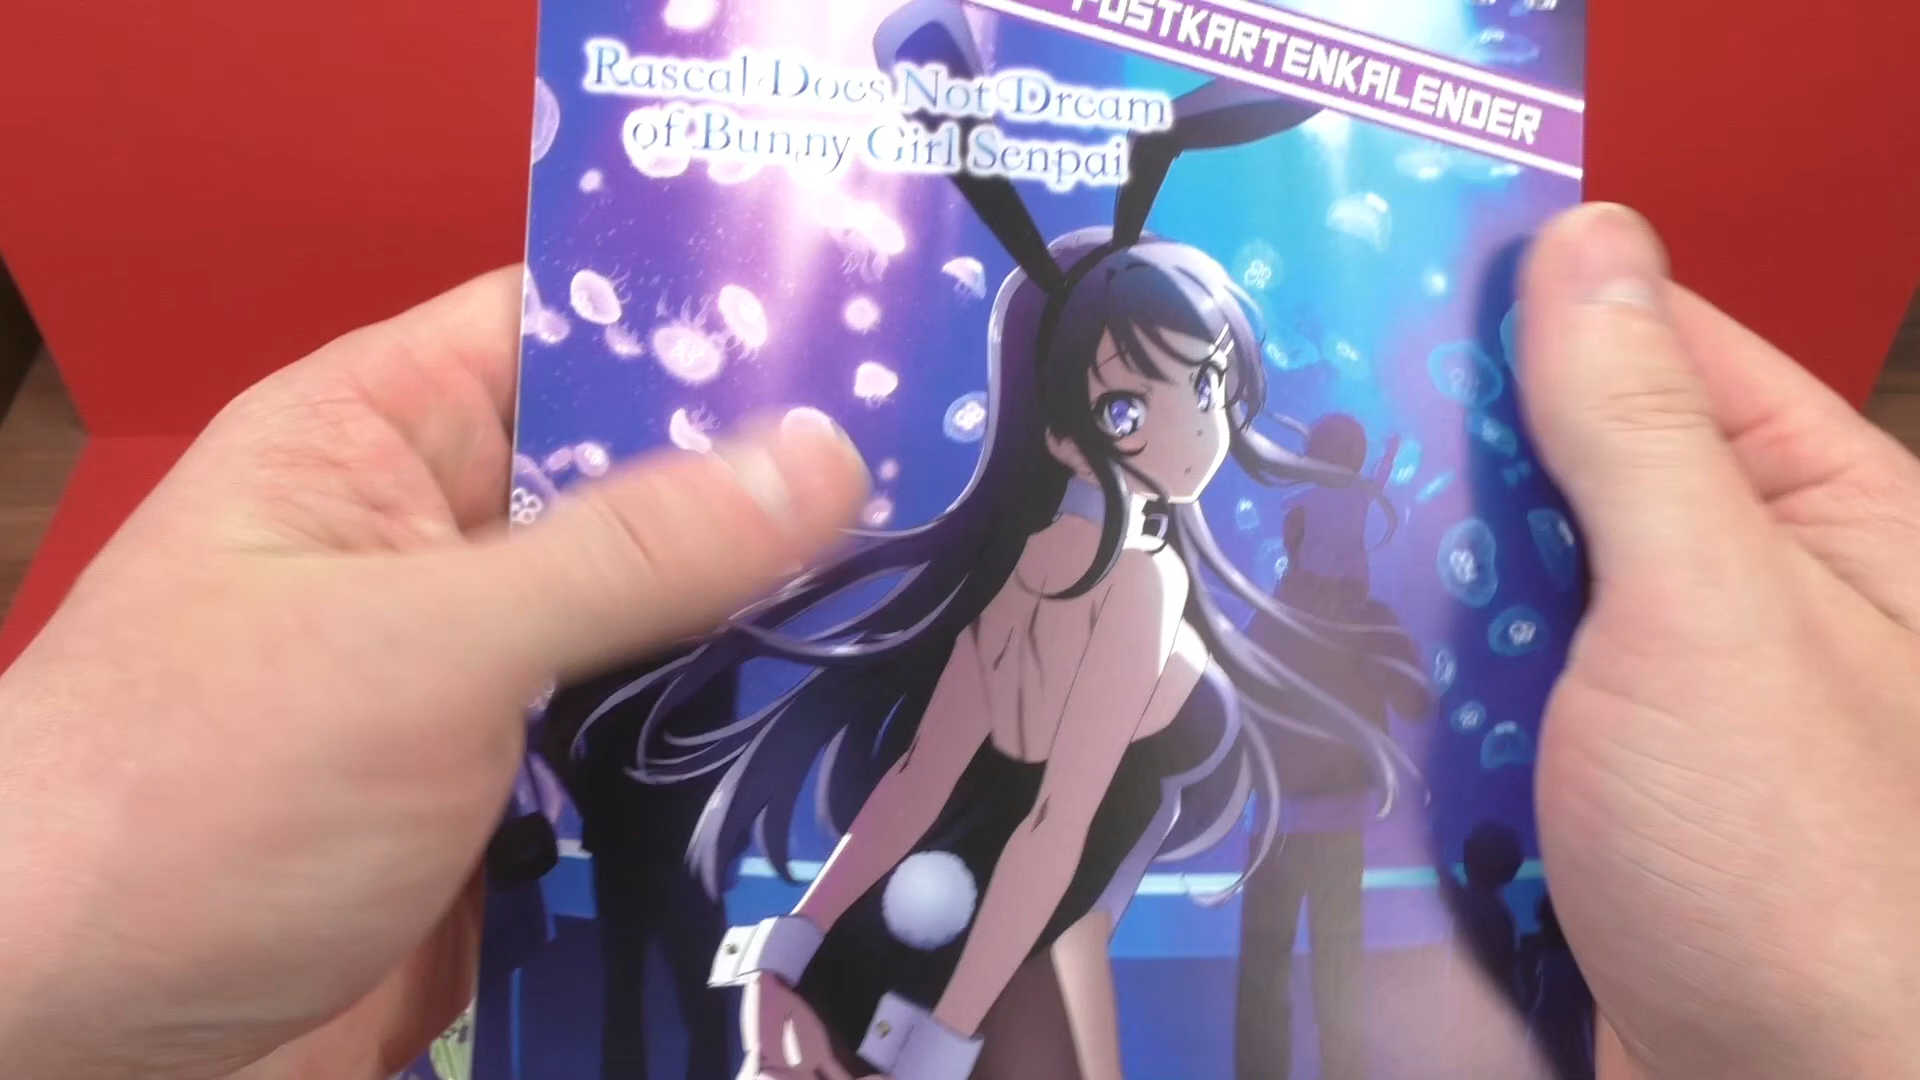 POSTKARTENKALENDER
Rascal Does Not Dream
of Bunny Girl Senpai